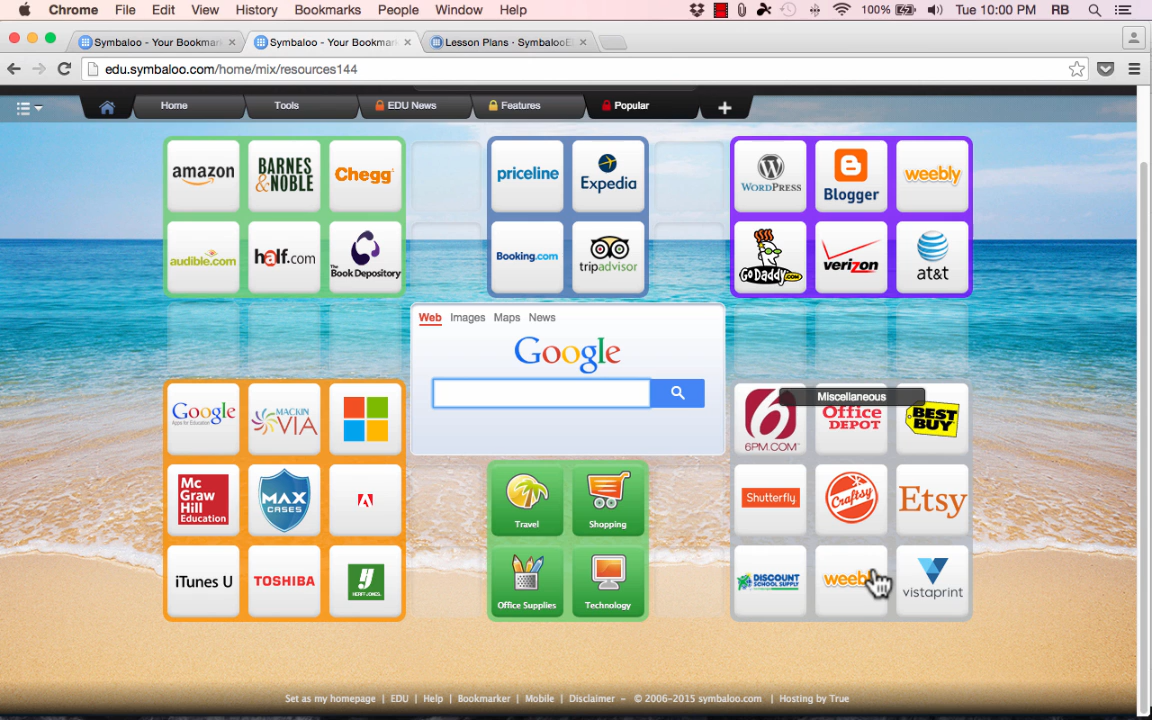 Chrome File Edit View History Bookmarks People Window Help 100% Tue 10:00 PM RB
Symbaloo - Your Bookmar Symbaloo - Your Bookmar Lesson Plans · SymbalooE
edu.symbaloo.com/home/mix/resources144
Home Tools EDU News Features Popular
amazon BARNES & NOBLE Chegg priceline Expedia WORDPRESS Blogger weebly
audible.com half.com The Book Depository Booking.com tripadvisor GODADDY.COM verizon at&t
Web Images Maps News
Google
Google Apps for Education MACKIN VIA 6 6PM.COM Office DEPOT BEST BUY
Miscellaneous
Mc Graw Hill Education MAX CASES Travel Shopping Shutterfly Craftsy Etsy
iTunes U TOSHIBA Office Supplies Technology DISCOUNT SCHOOL SUPPLY weeb vistaprint
Set as my homepage | EDU | Help | Bookmarker | Mobile | Disclaimer - © 2006-2015 symbaloo.com | Hosting by True